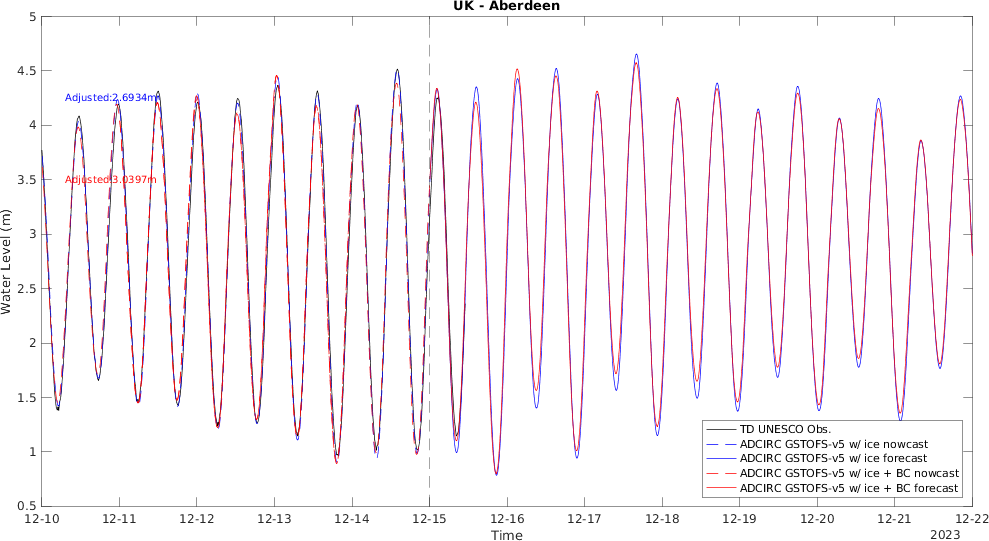 UK - Aberdeen
5
4.5
4
3.5
3
2.5
2
1.5
1
0.5
Water Level (m)
Adjusted:2.6934m
Adjusted:3.0397m
TD UNESCO Obs.
ADCIRC GSTOFS-v5 w/ ice nowcast
ADCIRC GSTOFS-v5 w/ ice forecast
ADCIRC GSTOFS-v5 w/ ice + BC nowcast
ADCIRC GSTOFS-v5 w/ ice + BC forecast
12-10 12-11 12-12 12-13 12-14 12-15 12-16 12-17 12-18 12-19 12-20 12-21 12-22
Time
2023